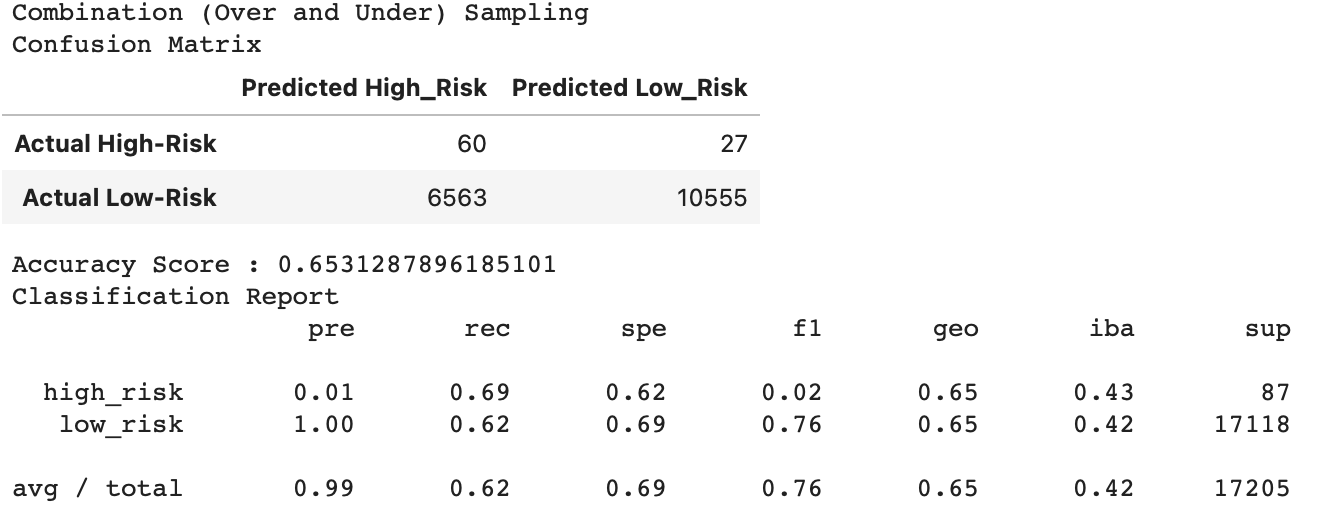 Combination (Over and Under) Sampling
Confusion Matrix
Predicted High_Risk Predicted Low_Risk
Actual High-Risk 60 27
Actual Low-Risk 6563 10555
Accuracy Score : 0.6531287896185101
Classification Report
pre rec spe f1 geo iba sup
high_risk 0.01 0.69 0.62 0.02 0.65 0.43 87
low_risk 1.00 0.62 0.69 0.76 0.65 0.42 17118
avg / total 0.99 0.62 0.69 0.76 0.65 0.42 17205